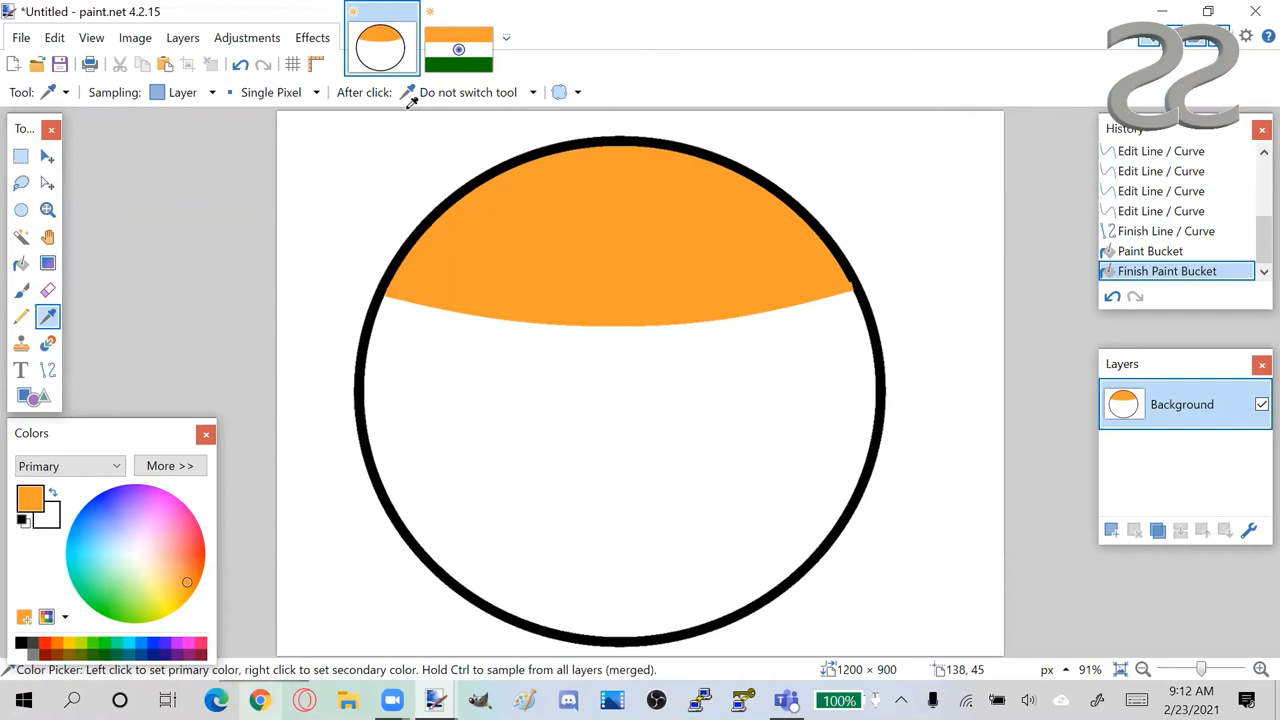 *Untitled - paint.net 4.2.15
File Edit View Image Layers Adjustments Effects
Tool: Sampling: Layer Single Pixel After click: Do not switch tool
To...
History
Edit Line / Curve
Edit Line / Curve
Edit Line / Curve
Edit Line / Curve
Finish Line / Curve
Paint Bucket
Finish Paint Bucket
Layers
Background
Colors
Primary
More >>
Color Picker: Left click to set primary color, right click to set secondary color. Hold Ctrl to sample from all layers (merged).
1200 × 900
138, 45
px
91%
100%
9:12 AM
2/23/2021